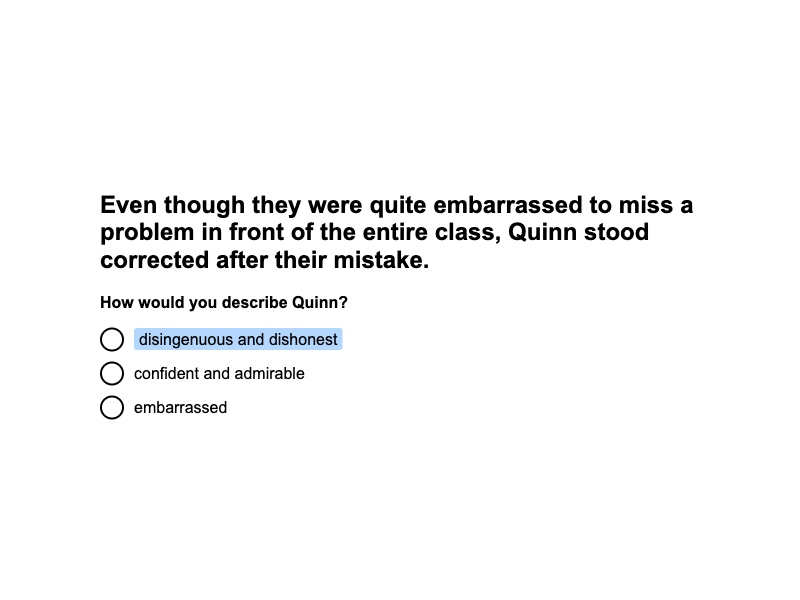 Even though they were quite embarrassed to miss a
problem in front of the entire class, Quinn stood
corrected after their mistake.
How would you describe Quinn?
disingenuous and dishonest
confident and admirable
embarrassed